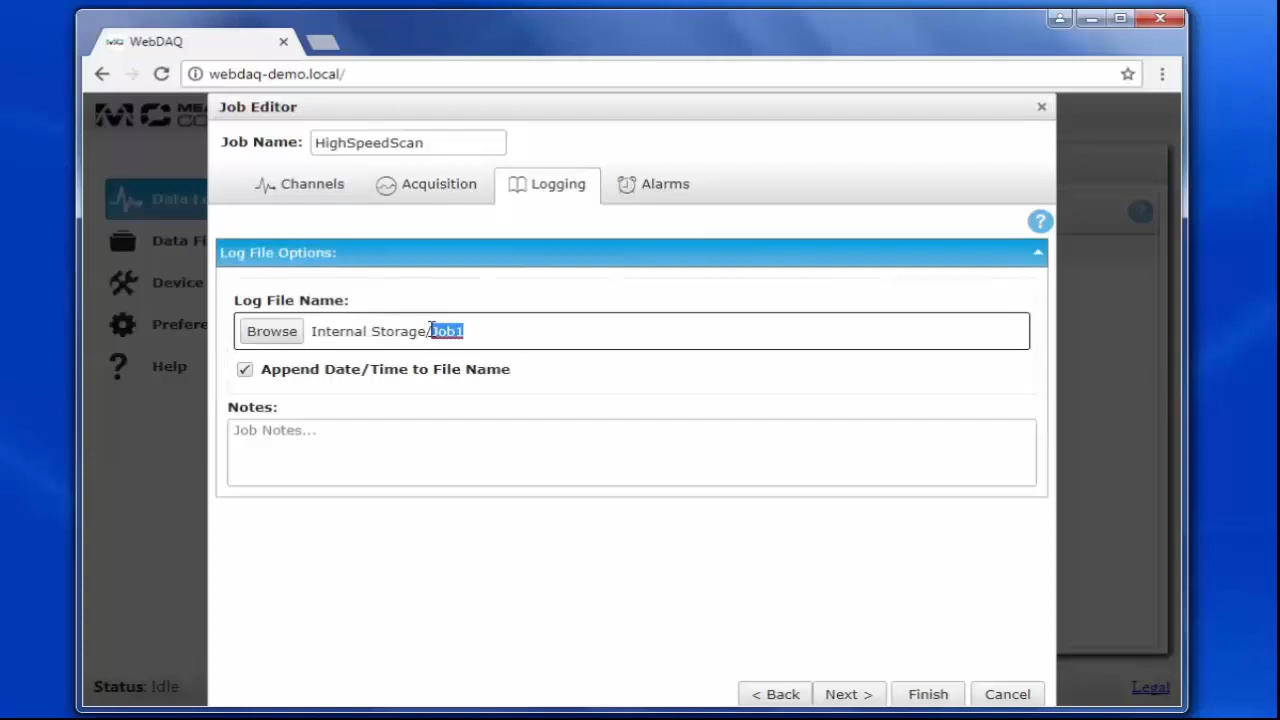 WebDAQ
webdaq-demo.local/
Job Editor
Job Name: HighSpeedScan
Channels Acquisition Logging Alarms
?
Log File Options:
Log File Name:
Browse Internal Storage/Job1
Append Date/Time to File Name
Notes:
Job Notes...
Data Fi
Device
Prefere
? Help
Status: Idle
< Back Next > Finish Cancel
Legal